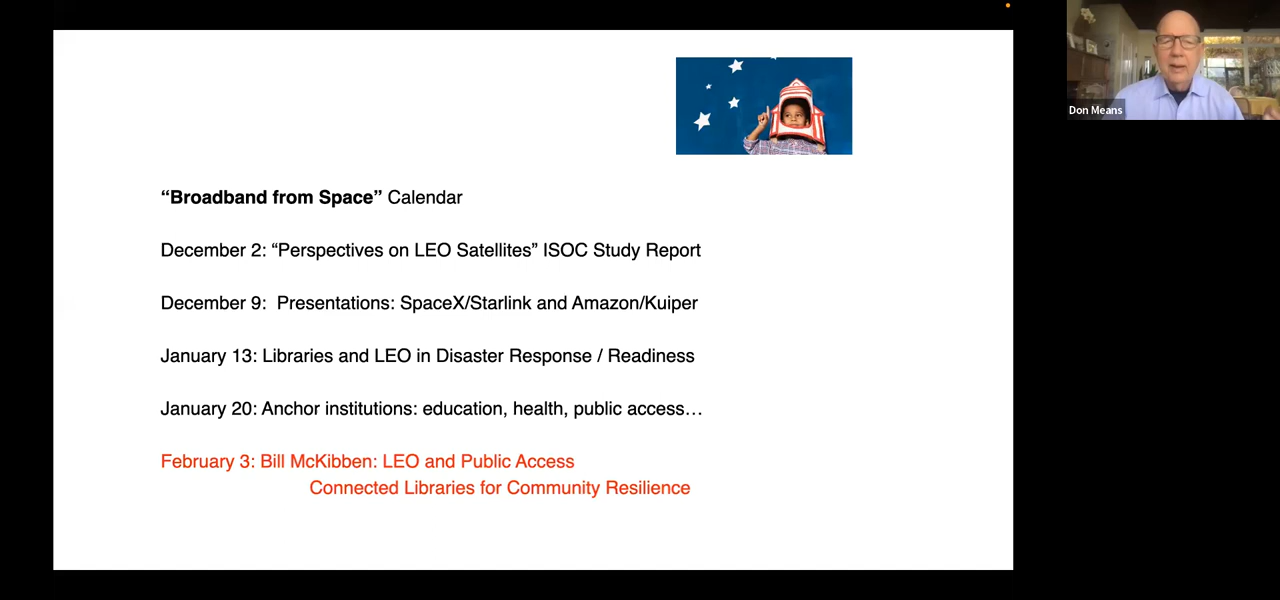 “Broadband from Space” Calendar
December 2: “Perspectives on LEO Satellites” ISOC Study Report
December 9:  Presentations: SpaceX/Starlink and Amazon/Kuiper
January 13: Libraries and LEO in Disaster Response / Readiness
January 20: Anchor institutions: education, health, public access…
February 3: Bill McKibben: LEO and Public Access
Connected Libraries for Community Resilience
Don Means